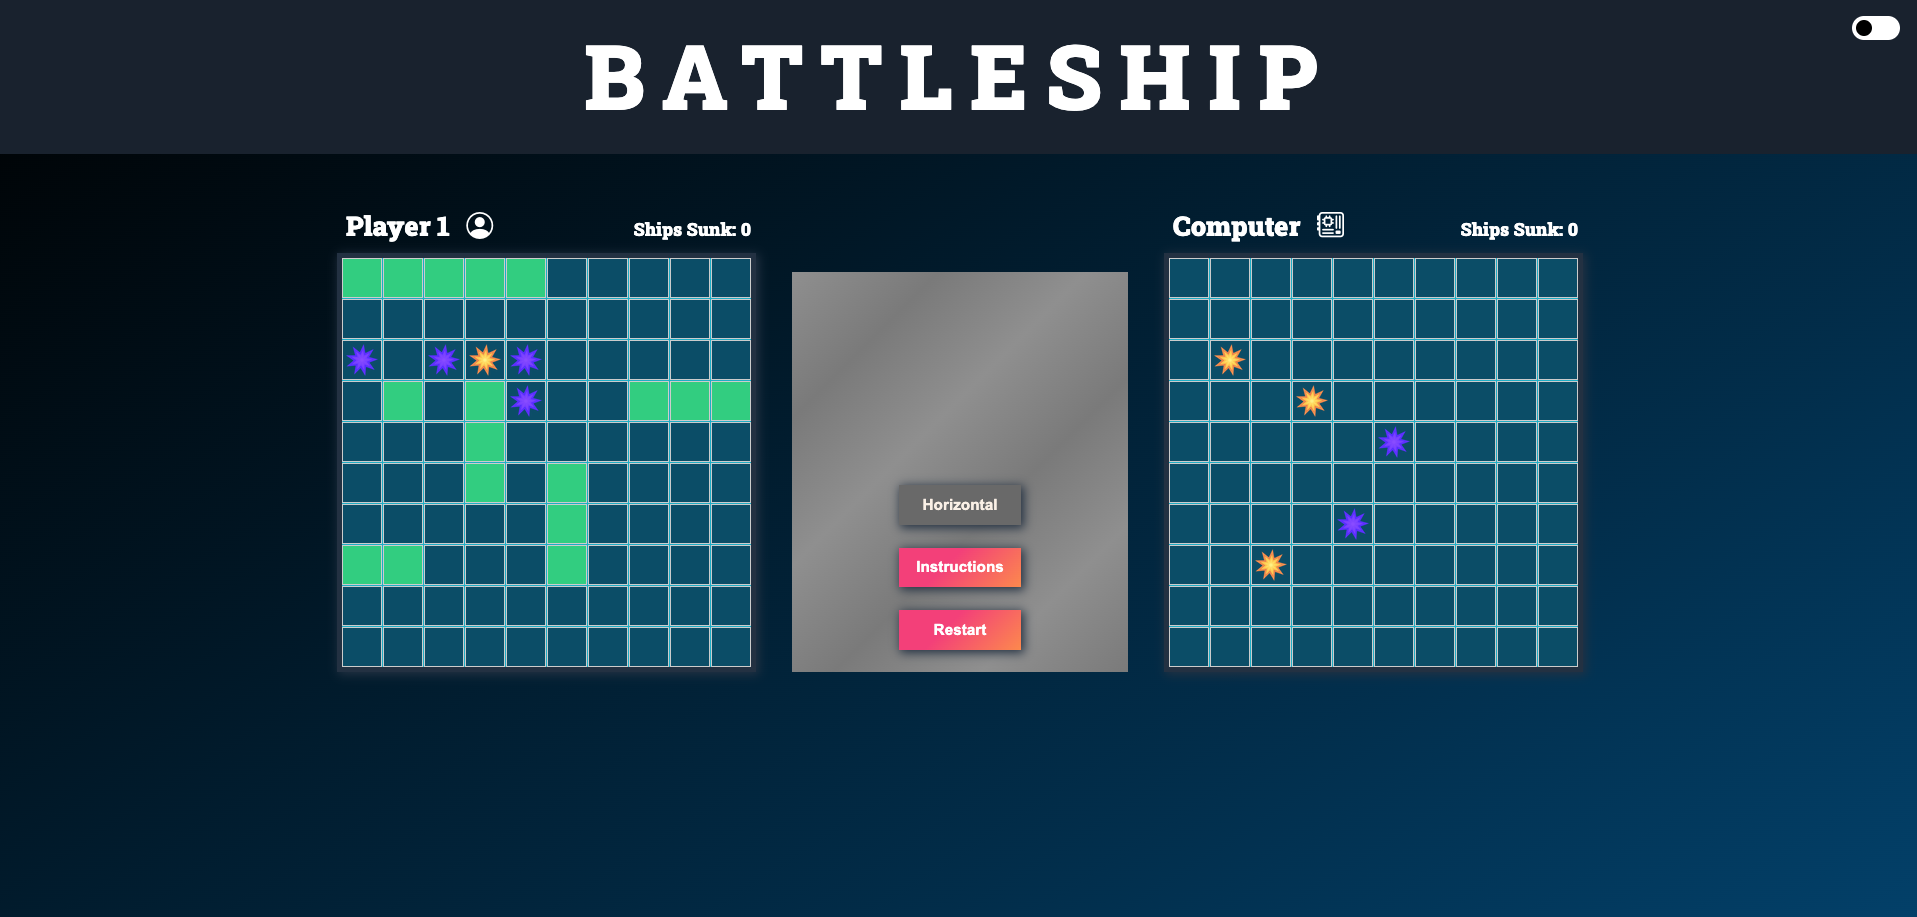 BATTLESHIP
Player 1
Ships Sunk: 0
Computer
Ships Sunk: 0
Horizontal
Instructions
Restart